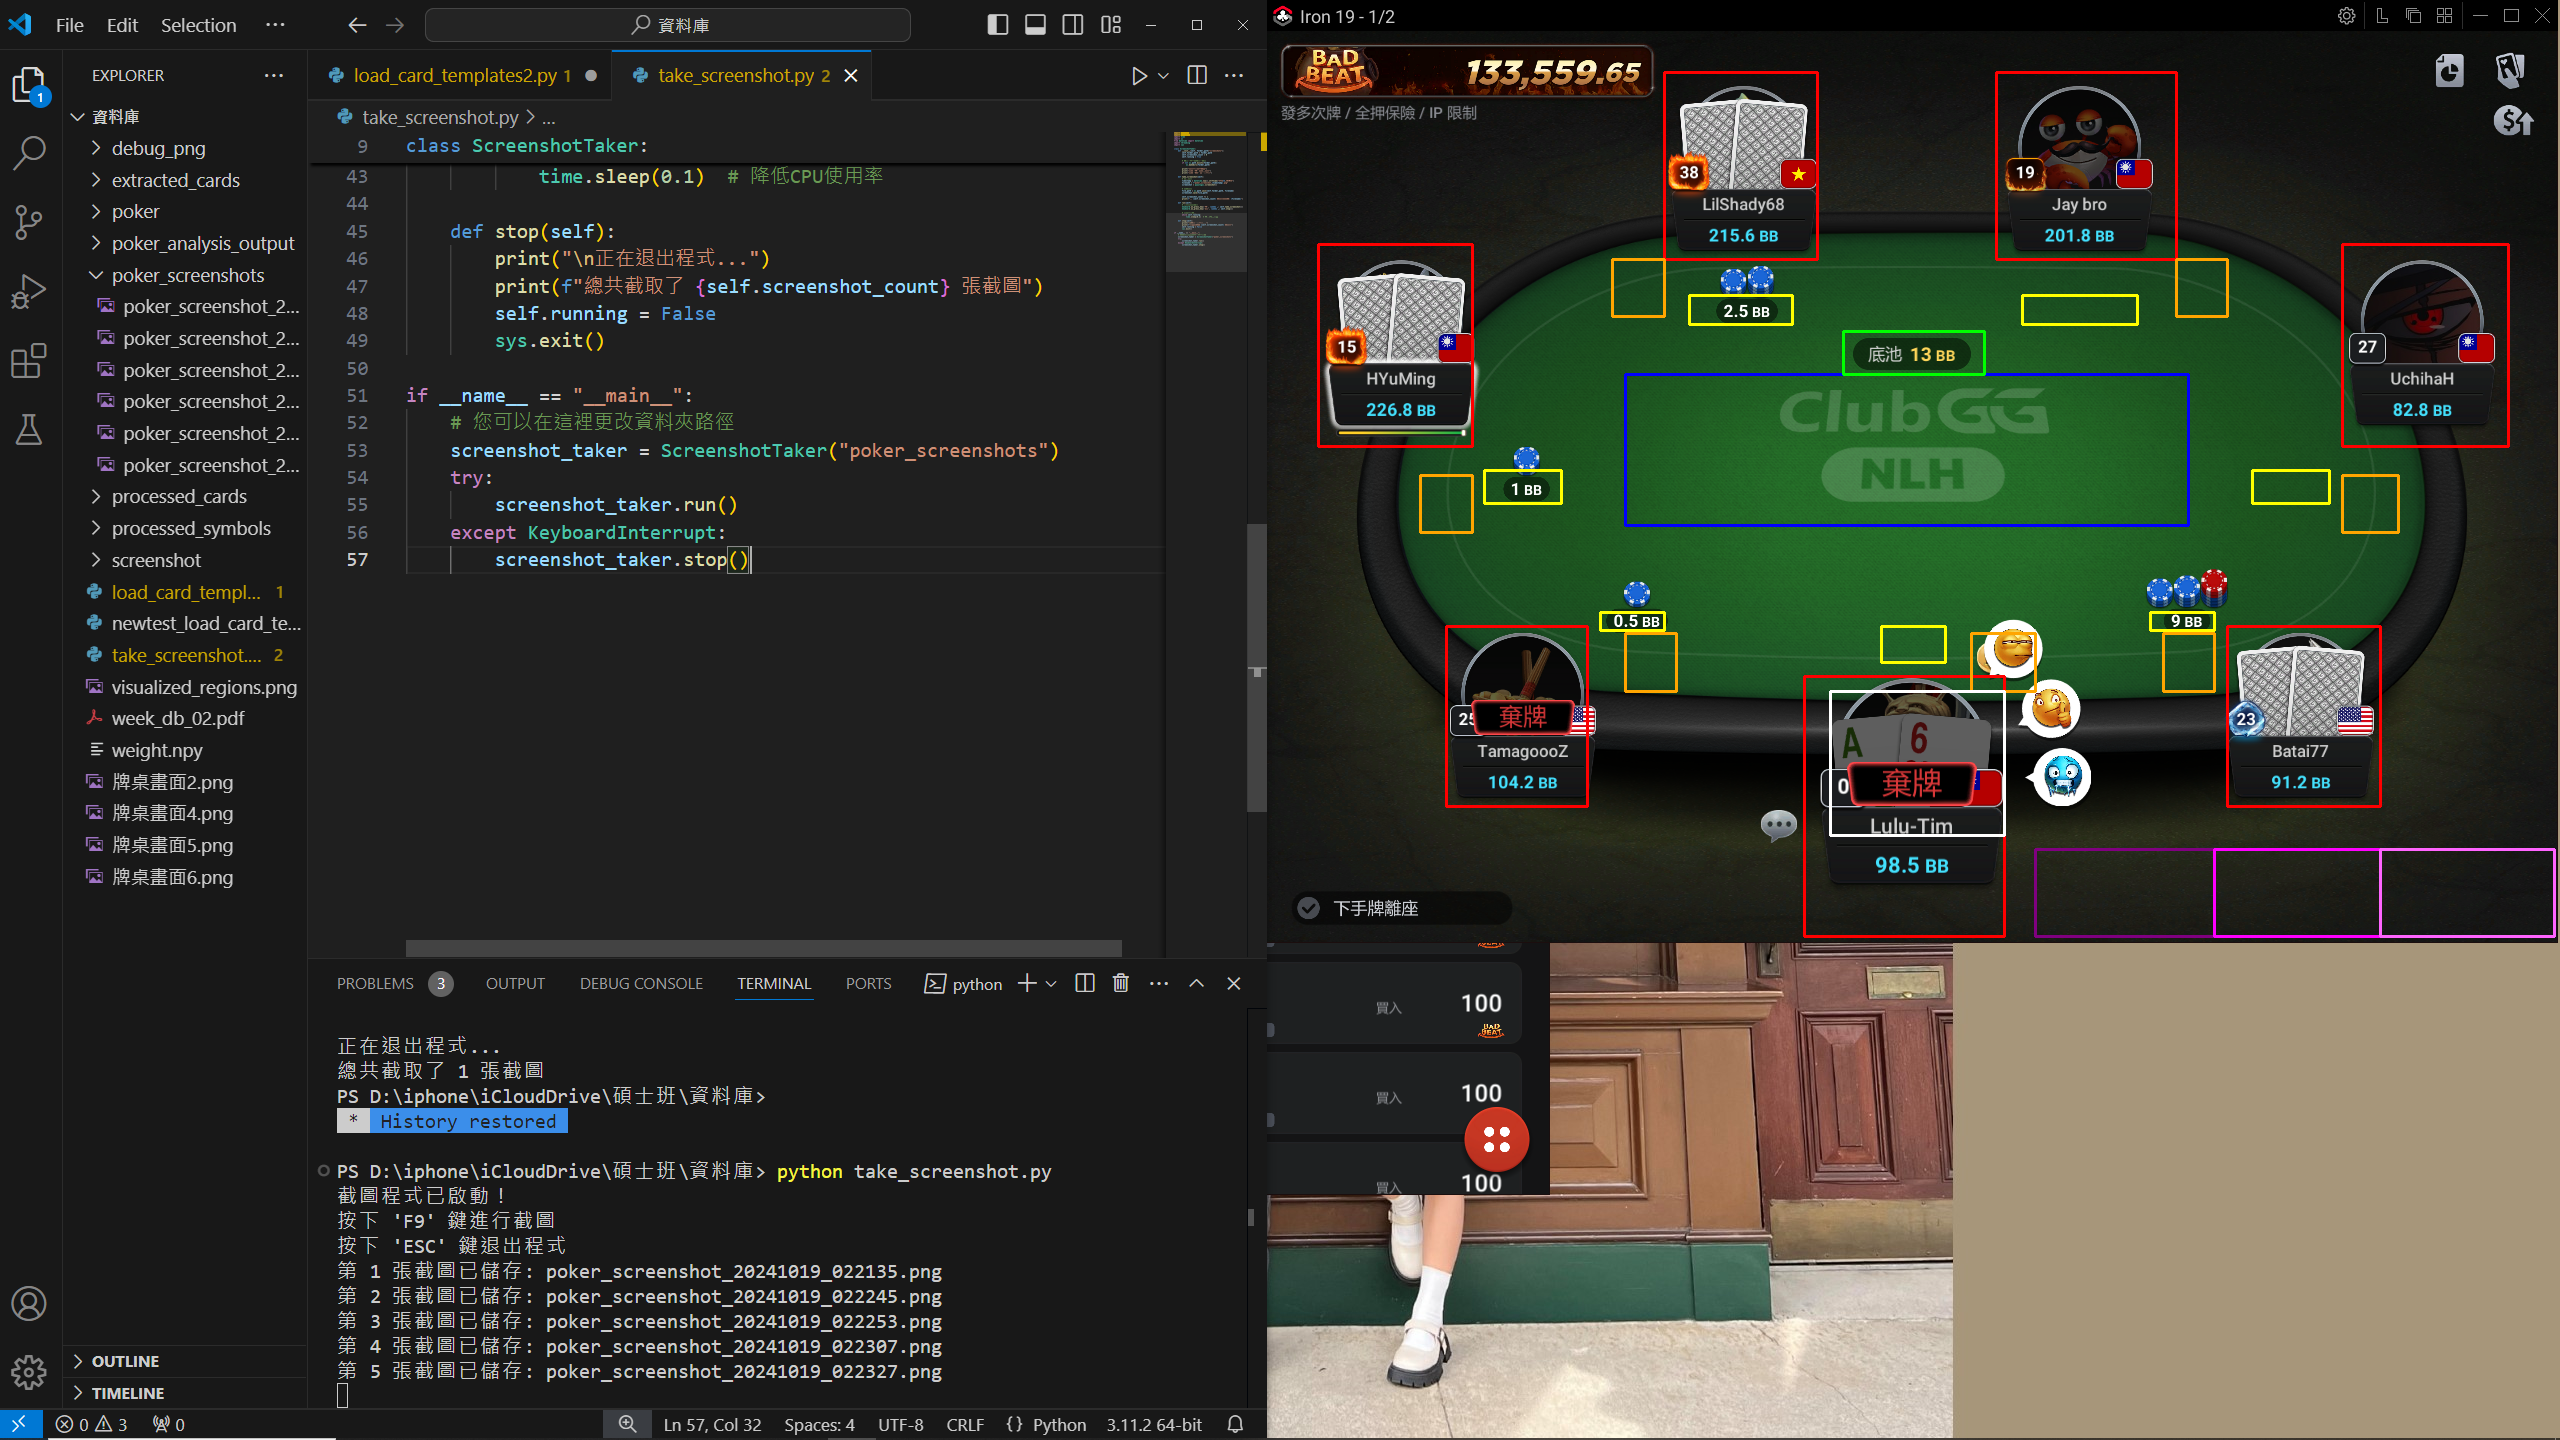 File Edit Selection ...
資料庫
EXPLORER
資料庫
debug_png
extracted_cards
poker
poker_analysis_output
poker_screenshots
poker_screenshot_2...
poker_screenshot_2...
poker_screenshot_2...
poker_screenshot_2...
poker_screenshot_2...
poker_screenshot_2...
processed_cards
processed_symbols
screenshot
load_card_templ... 1
newtest_load_card_te...
take_screenshot.... 2
visualized_regions.png
week_db_02.pdf
weight.npy
牌桌畫面2.png
牌桌畫面4.png
牌桌畫面5.png
牌桌畫面6.png
OUTLINE
TIMELINE
1
load_card_templates2.py 1
take_screenshot.py 2
take_screenshot.py > ...
9 class ScreenshotTaker:
43 time.sleep(0.1) # 降低CPU使用率
44
45 def stop(self):
46 print("\n正在退出程式...")
47 print(f"總共截取了 {self.screenshot_count} 張截圖")
48 self.running = False
49 sys.exit()
50
51 if __name__ == "__main__":
52 # 您可以在這裡更改資料夾路徑
53 screenshot_taker = ScreenshotTaker("poker_screenshots")
54 try:
55 screenshot_taker.run()
56 except KeyboardInterrupt:
57 screenshot_taker.stop()
PROBLEMS 3 OUTPUT DEBUG CONSOLE TERMINAL PORTS python
正在退出程式...
總共截取了 1 張截圖
PS D:\iphone\iCloudDrive\碩士班\資料庫>
* History restored
PS D:\iphone\iCloudDrive\碩士班\資料庫> python take_screenshot.py
截圖程式已啟動！
按下 'F9' 鍵進行截圖
按下 'ESC' 鍵退出程式
第 1 張截圖已儲存: poker_screenshot_20241019_022135.png
第 2 張截圖已儲存: poker_screenshot_20241019_022245.png
第 3 張截圖已儲存: poker_screenshot_20241019_022253.png
第 4 張截圖已儲存: poker_screenshot_20241019_022307.png
第 5 張截圖已儲存: poker_screenshot_20241019_022327.png
0 3 0
Ln 57, Col 32 Spaces: 4 UTF-8 CRLF {} Python 3.11.2 64-bit
Iron 19 - 1/2
BAD BEAT 133,559.65
發多次牌 / 全押保險 / IP 限制
38
LilShady68
215.6 BB
19
Jay bro
201.8 BB
15
HYuMing
226.8 BB
27
UchihaH
82.8 BB
2.5 BB
底池 13 BB
ClubGG
NLH
1 BB
0.5 BB
9 BB
棄牌
TamagoooZ
104.2 BB
A 6
棄牌
Lulu-Tim
98.5 BB
23
Batai77
91.2 BB
下手牌離座
買入 100
BAD BEAT
買入 100
買入 100